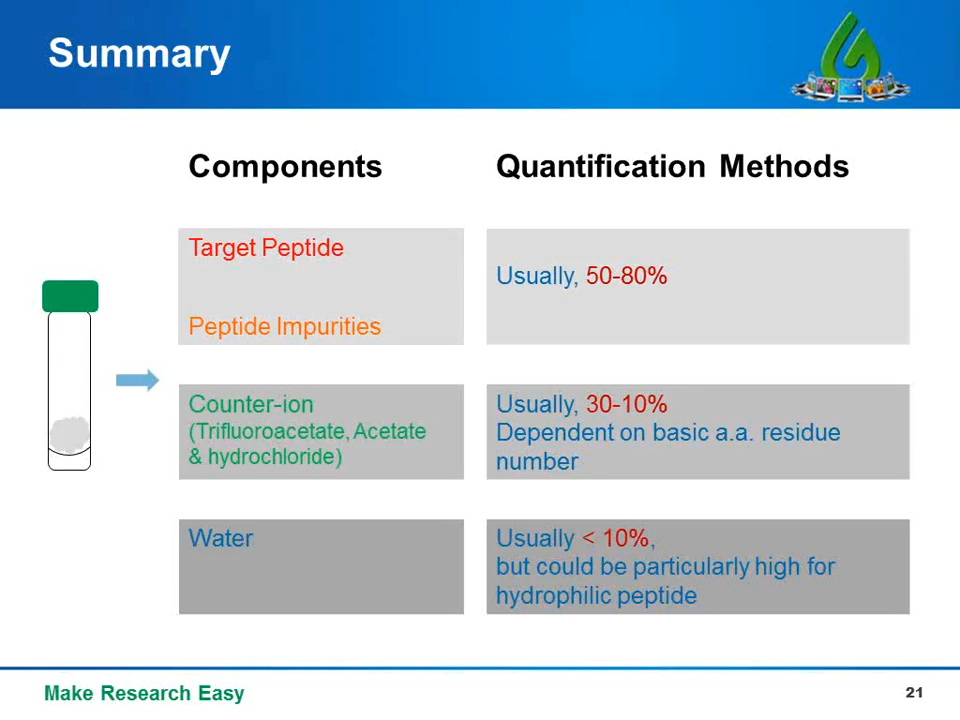 Summary
Components
Quantification Methods
Target Peptide
Peptide Impurities
Usually, 50-80%
Counter-ion
(Trifluoroacetate, Acetate
& hydrochloride)
Usually, 30-10%
Dependent on basic a.a. residue
number
Water
Usually < 10%,
but could be particularly high for
hydrophilic peptide
Make Research Easy
21